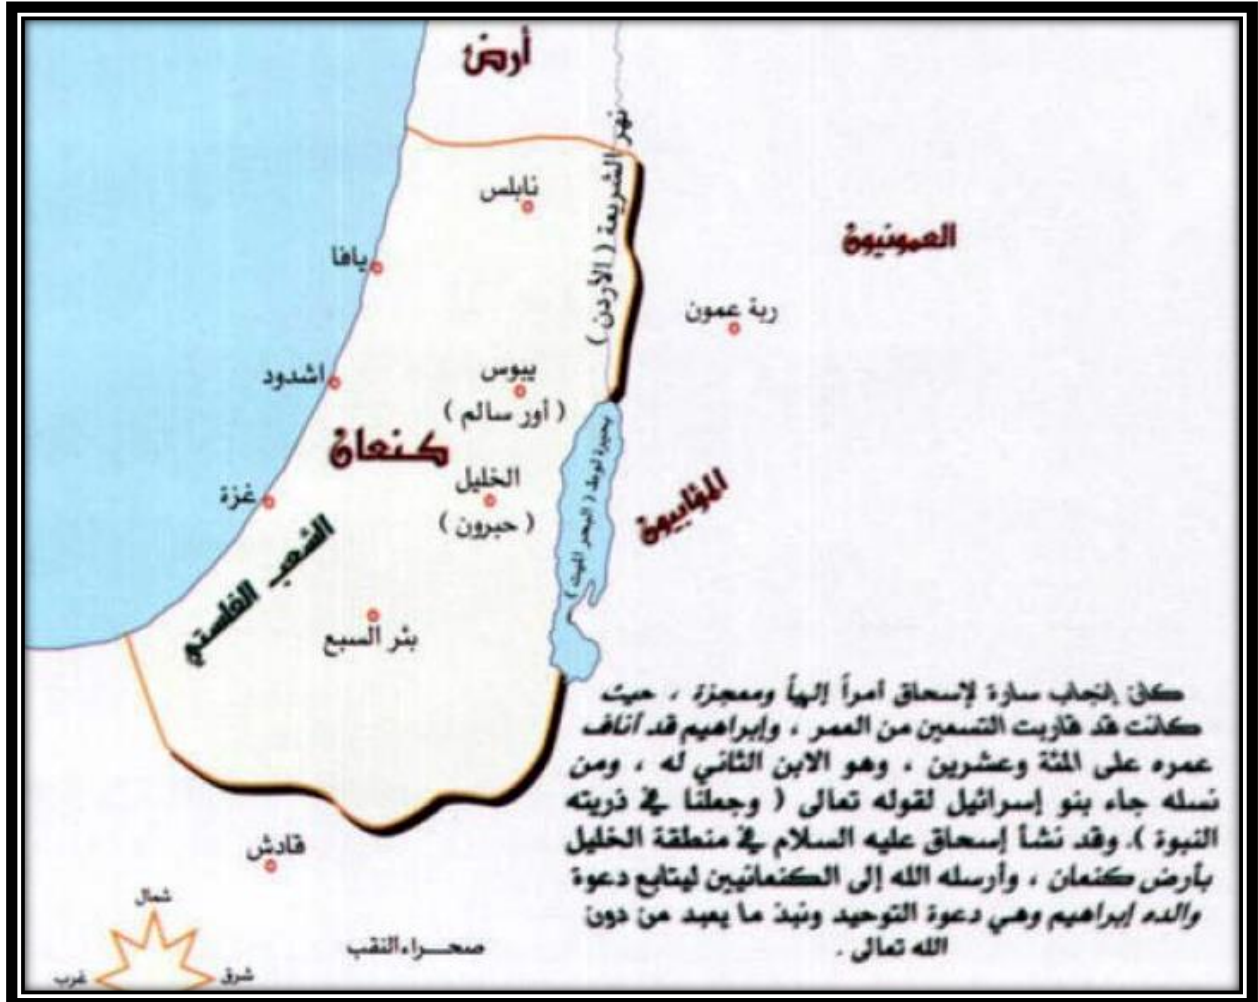 أرض
نهر الشريعة ( الأردن )
نابلس
العمونيون
يافا
ربة عمون
اشدود
يبوس
( أور سالم )
كنعان
بحيرة لوط ( البحر الميت )
الخليل
( حبرون )
المؤابيون
غزة
الشعب الفلستي
بئر السبع
كان إنجاب سارة لإسحاق أمراً إلهياً ومعجزة ، حيث
كانت قد قاربت التسعين من العمر ، وإبراهيم قد أناف
عمره على المئة وعشرين ، وهو الابن الثاني له ، ومن
نسله جاء بنو إسرائيل لقوله تعالى ( وجعلنا في ذريته
النبوة ). وقد نشأ إسحاق عليه السلام في منطقة الخليل
بأرض كنعان ، وأرسله الله إلى الكنعانيين ليتابع دعوة
والده إبراهيم وهي دعوة التوحيد ونبذ ما يعبد من دون
الله تعالى .
قادش
صحراء النقب
شمال
شرق
غرب